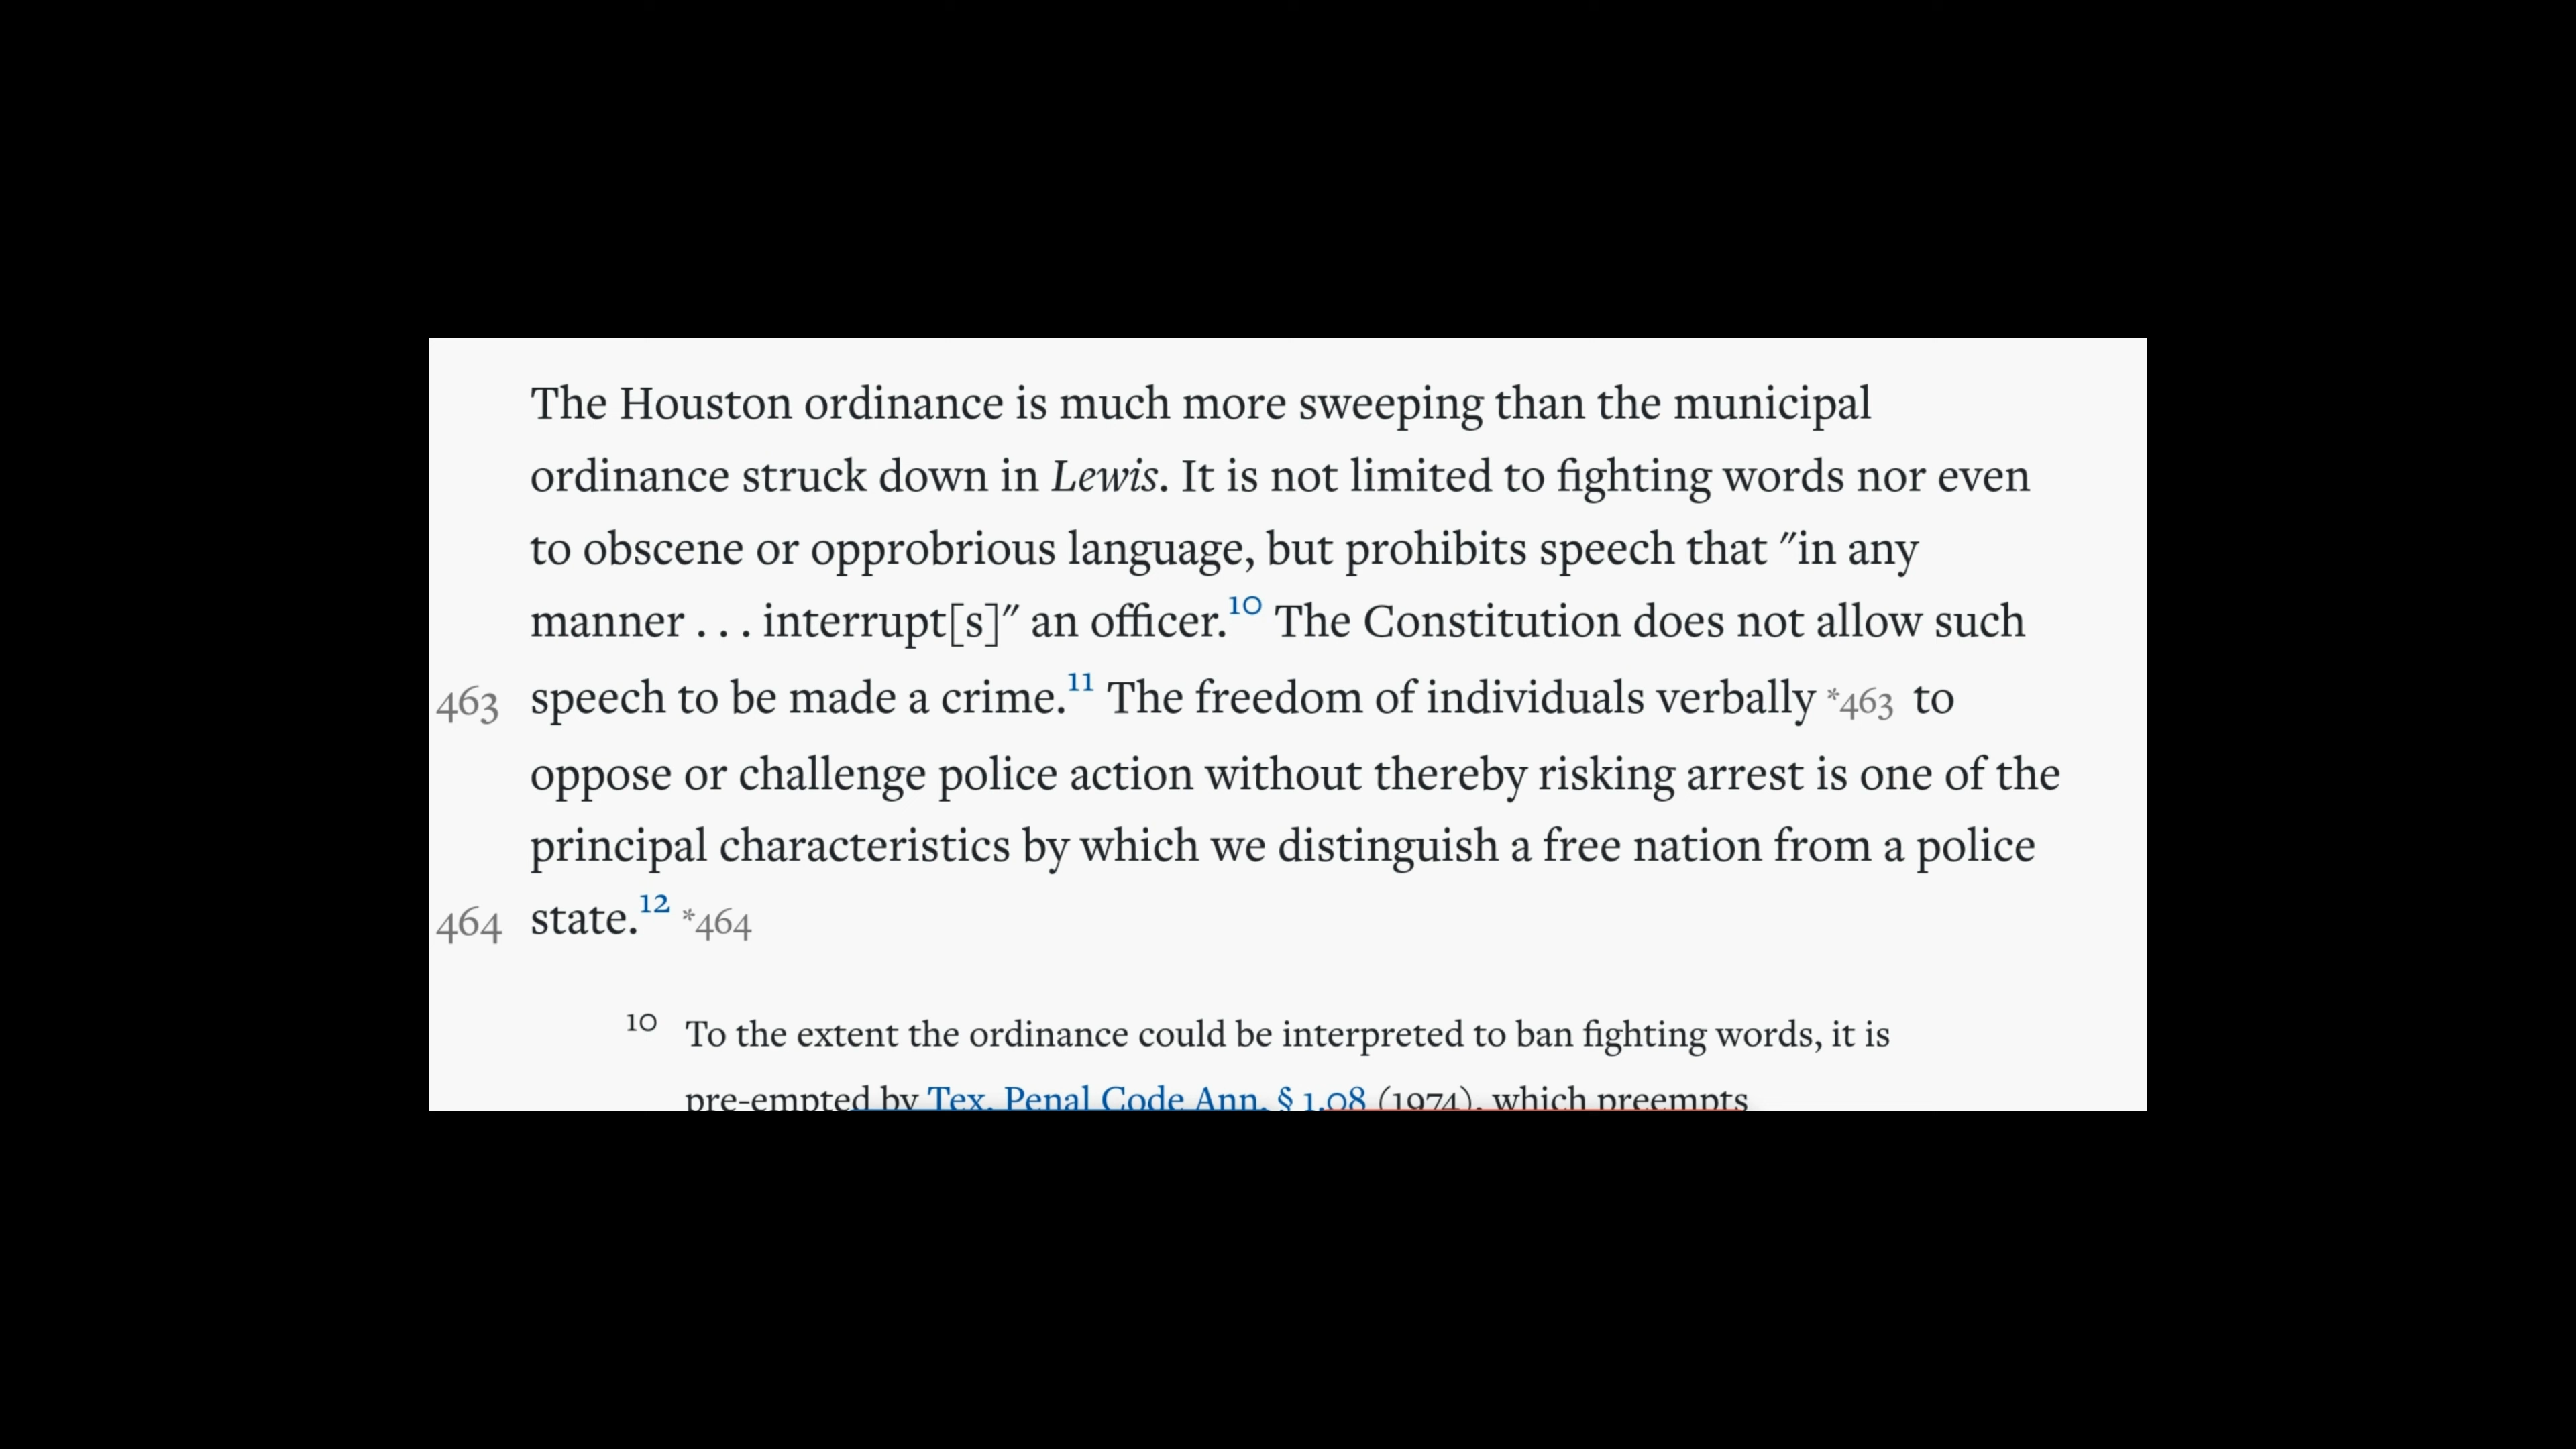 The Houston ordinance is much more sweeping than the municipal
ordinance struck down in Lewis. It is not limited to fighting words nor even
to obscene or opprobrious language, but prohibits speech that "in any
manner . . . interrupt[s]" an officer.10 The Constitution does not allow such
463 speech to be made a crime.11 The freedom of individuals verbally *463 to
oppose or challenge police action without thereby risking arrest is one of the
principal characteristics by which we distinguish a free nation from a police
464 state.12 *464
10 To the extent the ordinance could be interpreted to ban fighting words, it is
pre-empted by Tex. Penal Code Ann. § 1.08 (1974), which preempts